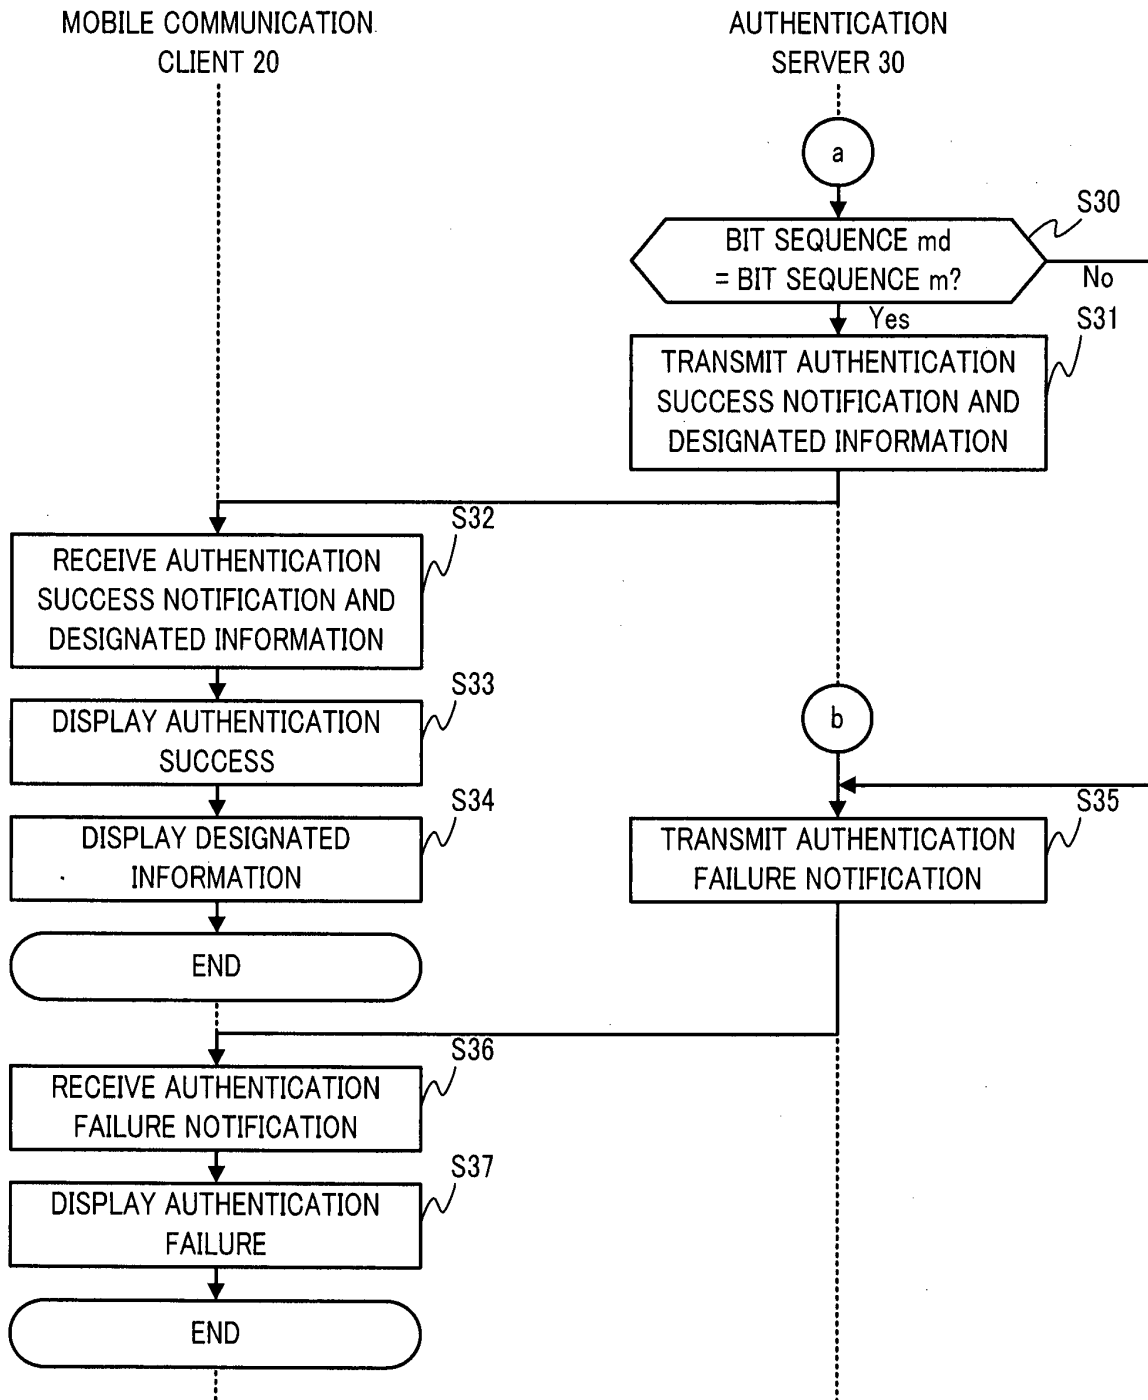 MOBILE COMMUNICATION
CLIENT 20
AUTHENTICATION
SERVER 30
a
S30
BIT SEQUENCE md
= BIT SEQUENCE m?
No
Yes
S31
TRANSMIT AUTHENTICATION
SUCCESS NOTIFICATION AND
DESIGNATED INFORMATION
S32
RECEIVE AUTHENTICATION
SUCCESS NOTIFICATION AND
DESIGNATED INFORMATION
S33
DISPLAY AUTHENTICATION
SUCCESS
b
S34
DISPLAY DESIGNATED
INFORMATION
S35
TRANSMIT AUTHENTICATION
FAILURE NOTIFICATION
END
S36
RECEIVE AUTHENTICATION
FAILURE NOTIFICATION
S37
DISPLAY AUTHENTICATION
FAILURE
END